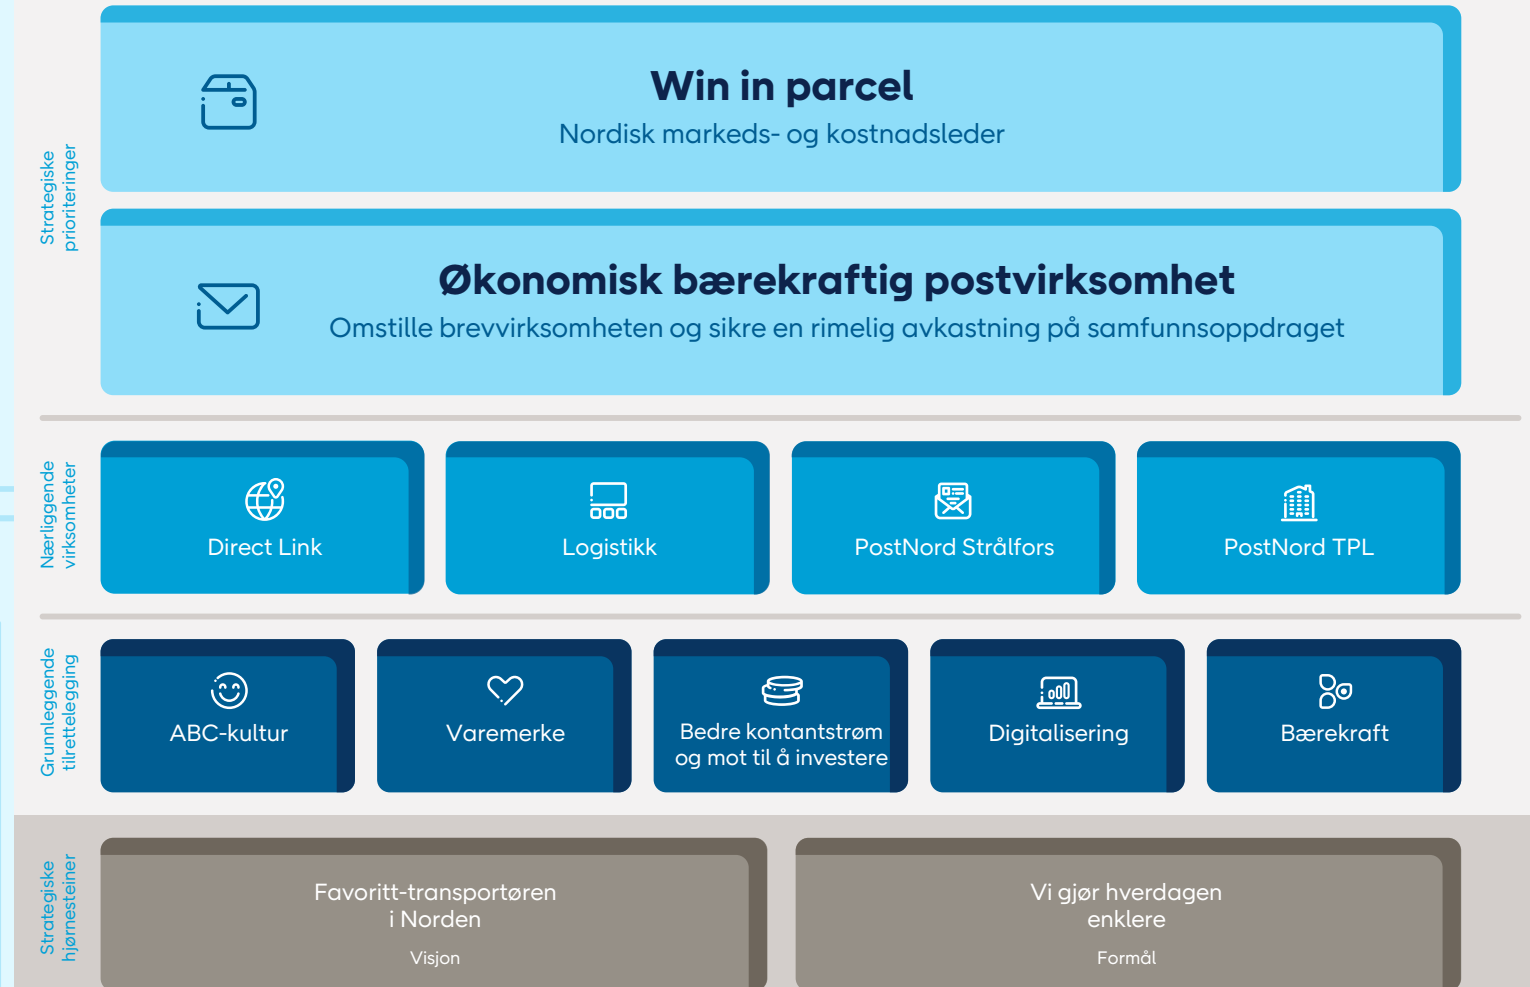 Strategiske
prioriteringer
Win in parcel
Nordisk markeds- og kostnadsleder
Økonomisk bærekraftig postvirksomhet
Omstille brevvirksomheten og sikre en rimelig avkastning på samfunnsoppdraget
Nærliggende
virksomheter
Direct Link
Logistikk
PostNord Strålfors
PostNord TPL
Grunnleggende
tilrettelegging
ABC-kultur
Varemerke
Bedre kontantstrøm
og mot til å investere
Digitalisering
Bærekraft
Strategiske
hjørnesteiner
Favoritt-transportøren
i Norden
Visjon
Vi gjør hverdagen
enklere
Formål